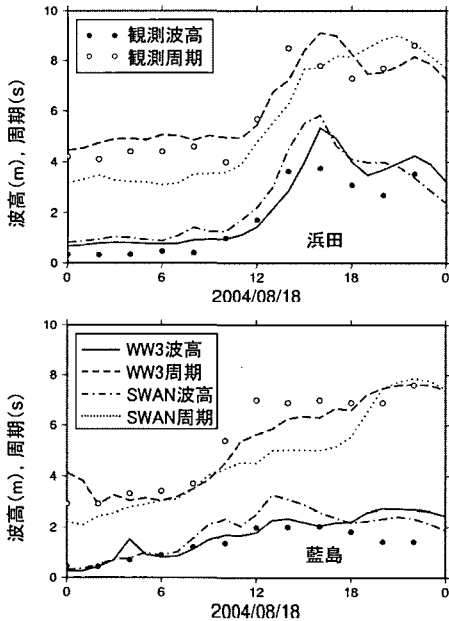 10
8
6
4
2
0
波高(m), 周期(s)
● 観測波高
○ 観測周期
浜田
0 6 12 18 0
2004/08/18
10
8
6
4
2
0
波高(m), 周期(s)
WW3波高
WW3周期
SWAN波高
SWAN周期
藍島
0 6 12 18 0
2004/08/18